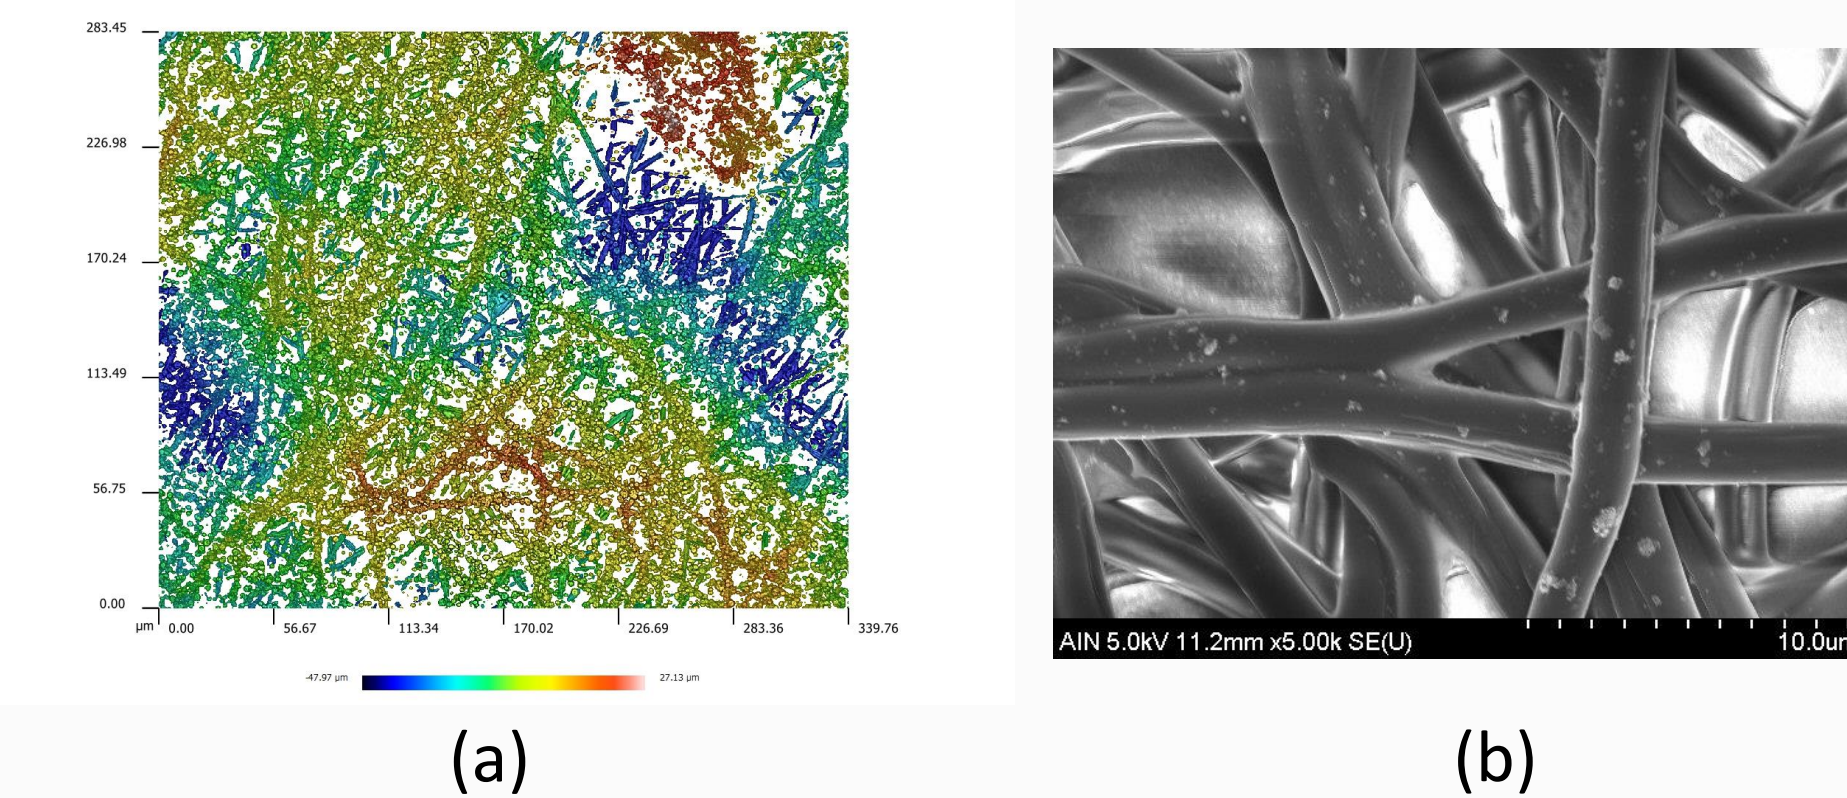 283.45
226.98
170.24
113.49
56.75
0.00
µm 0.00 56.67 113.34 170.02 226.69 283.36 339.76
-47.97 µm 27.13 µm
AIN 5.0kV 11.2mm x5.00k SE(U) 10.0um
(a) (b)